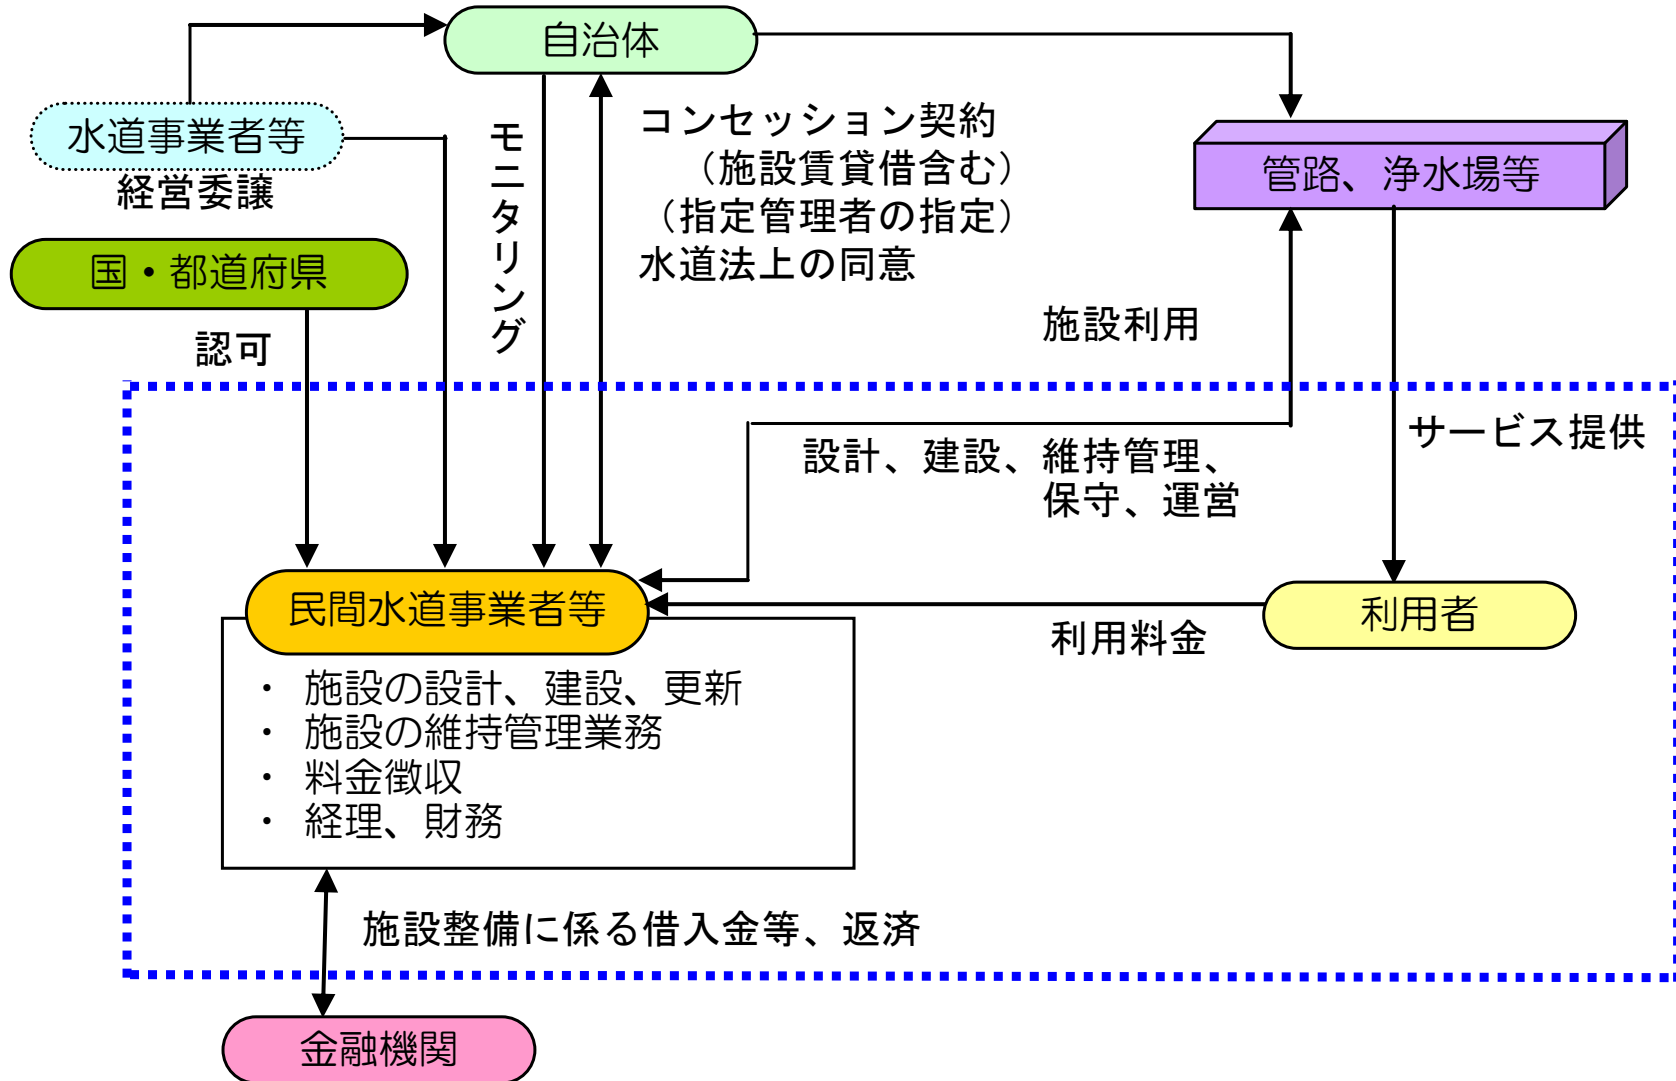 自治体
水道事業者等
経営委譲
国・都道府県
認可
モニタリング
コンセッション契約
（施設賃貸借含む）
（指定管理者の指定）
水道法上の同意
管路、浄水場等
施設利用
サービス提供
設計、建設、維持管理、
保守、運営
民間水道事業者等
利用者
利用料金
・ 施設の設計、建設、更新
・ 施設の維持管理業務
・ 料金徴収
・ 経理、財務
施設整備に係る借入金等、返済
金融機関